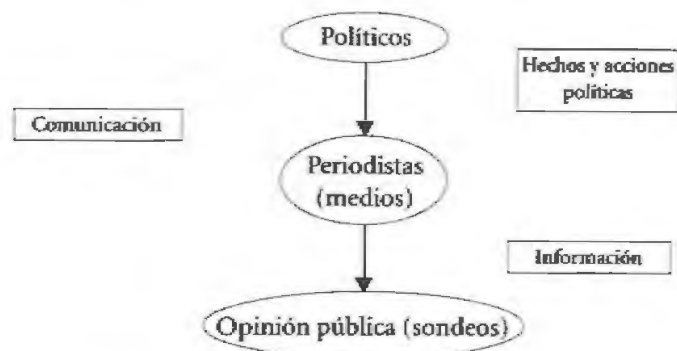 Políticos
Hechos y acciones
políticas
Comunicación
Periodistas
(medios)
Información
Opinión pública (sondeos)